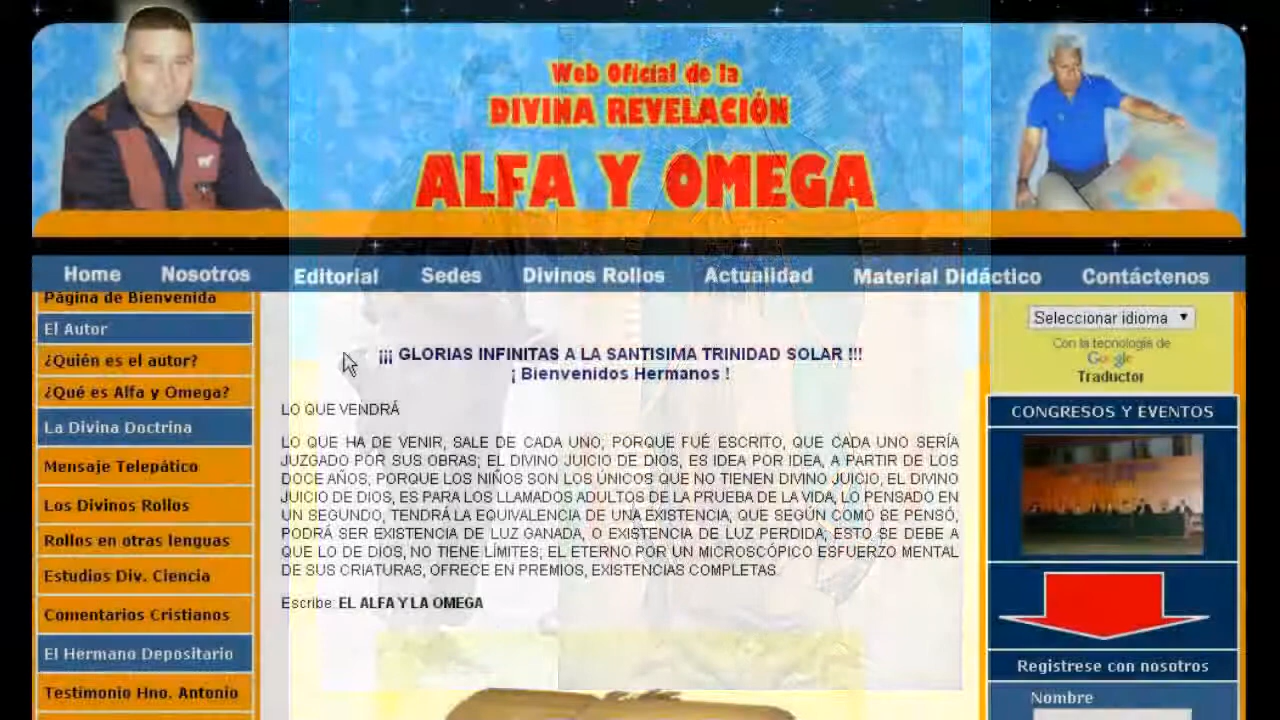 Web Oficial de la
DIVINA REVELACIÓN
ALFA Y OMEGA
Home Nosotros Editorial Sedes Divinos Rollos Actualidad Material Didáctico Contáctenos
Página de Bienvenida
El Autor
¿Quién es el autor?
¿Qué es Alfa y Omega?
La Divina Doctrina
Mensaje Telepático
Los Divinos Rollos
Rollos en otras lenguas
Estudios Div. Ciencia
Comentarios Cristianos
El Hermano Depositario
Testimonio Hno. Antonio
¡¡¡ GLORIAS INFINITAS A LA SANTISIMA TRINIDAD SOLAR !!!
¡ Bienvenidos Hermanos !
LO QUE VENDRÁ
LO QUE HA DE VENIR, SALE DE CADA UNO; PORQUE FUÉ ESCRITO, QUE CADA UNO SERÍA
JUZGADO POR SUS OBRAS; EL DIVINO JUICIO DE DIOS, ES IDEA POR IDEA, A PARTIR DE LOS
DOCE AÑOS, PORQUE LOS NIÑOS SON LOS ÚNICOS QUE NO TIENEN DIVINO JUICIO, EL DIVINO
JUICIO DE DIOS, ES PARA LOS LLAMADOS ADULTOS DE LA PRUEBA DE LA VIDA, LO PENSADO EN
UN SEGUNDO, TENDRÁ LA EQUIVALENCIA DE UNA EXISTENCIA; QUE SEGÚN COMO SE PENSÓ,
PODRÁ SER EXISTENCIA DE LUZ GANADA, O EXISTENCIA DE LUZ PERDIDA; ESTO SE DEBE A
QUE LO DE DIOS, NO TIENE LÍMITES; EL ETERNO POR UN MICROSCÓPICO ESFUERZO MENTAL
DE SUS CRIATURAS, OFRECE EN PREMIOS, EXISTENCIAS COMPLETAS.
Escribe: EL ALFA Y LA OMEGA
Seleccionar idioma
Con la tecnología de
Google
Traductor
CONGRESOS Y EVENTOS
Registrese con nosotros
Nombre